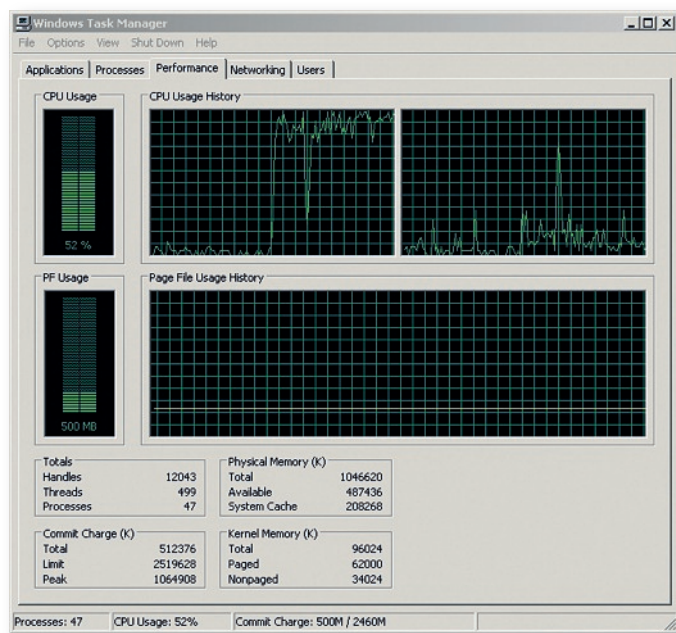 Windows Task Manager
File Options View Shut Down Help
Applications Processes Performance Networking Users
CPU Usage
CPU Usage History
52 %
PF Usage
Page File Usage History
500 MB
Totals
Handles 12043
Threads 499
Processes 47
Physical Memory (K)
Total 1046620
Available 487436
System Cache 208268
Commit Charge (K)
Total 512376
Limit 2519628
Peak 1064908
Kernel Memory (K)
Total 96024
Paged 62000
Nonpaged 34024
Processes: 47 CPU Usage: 52% Commit Charge: 500M / 2460M